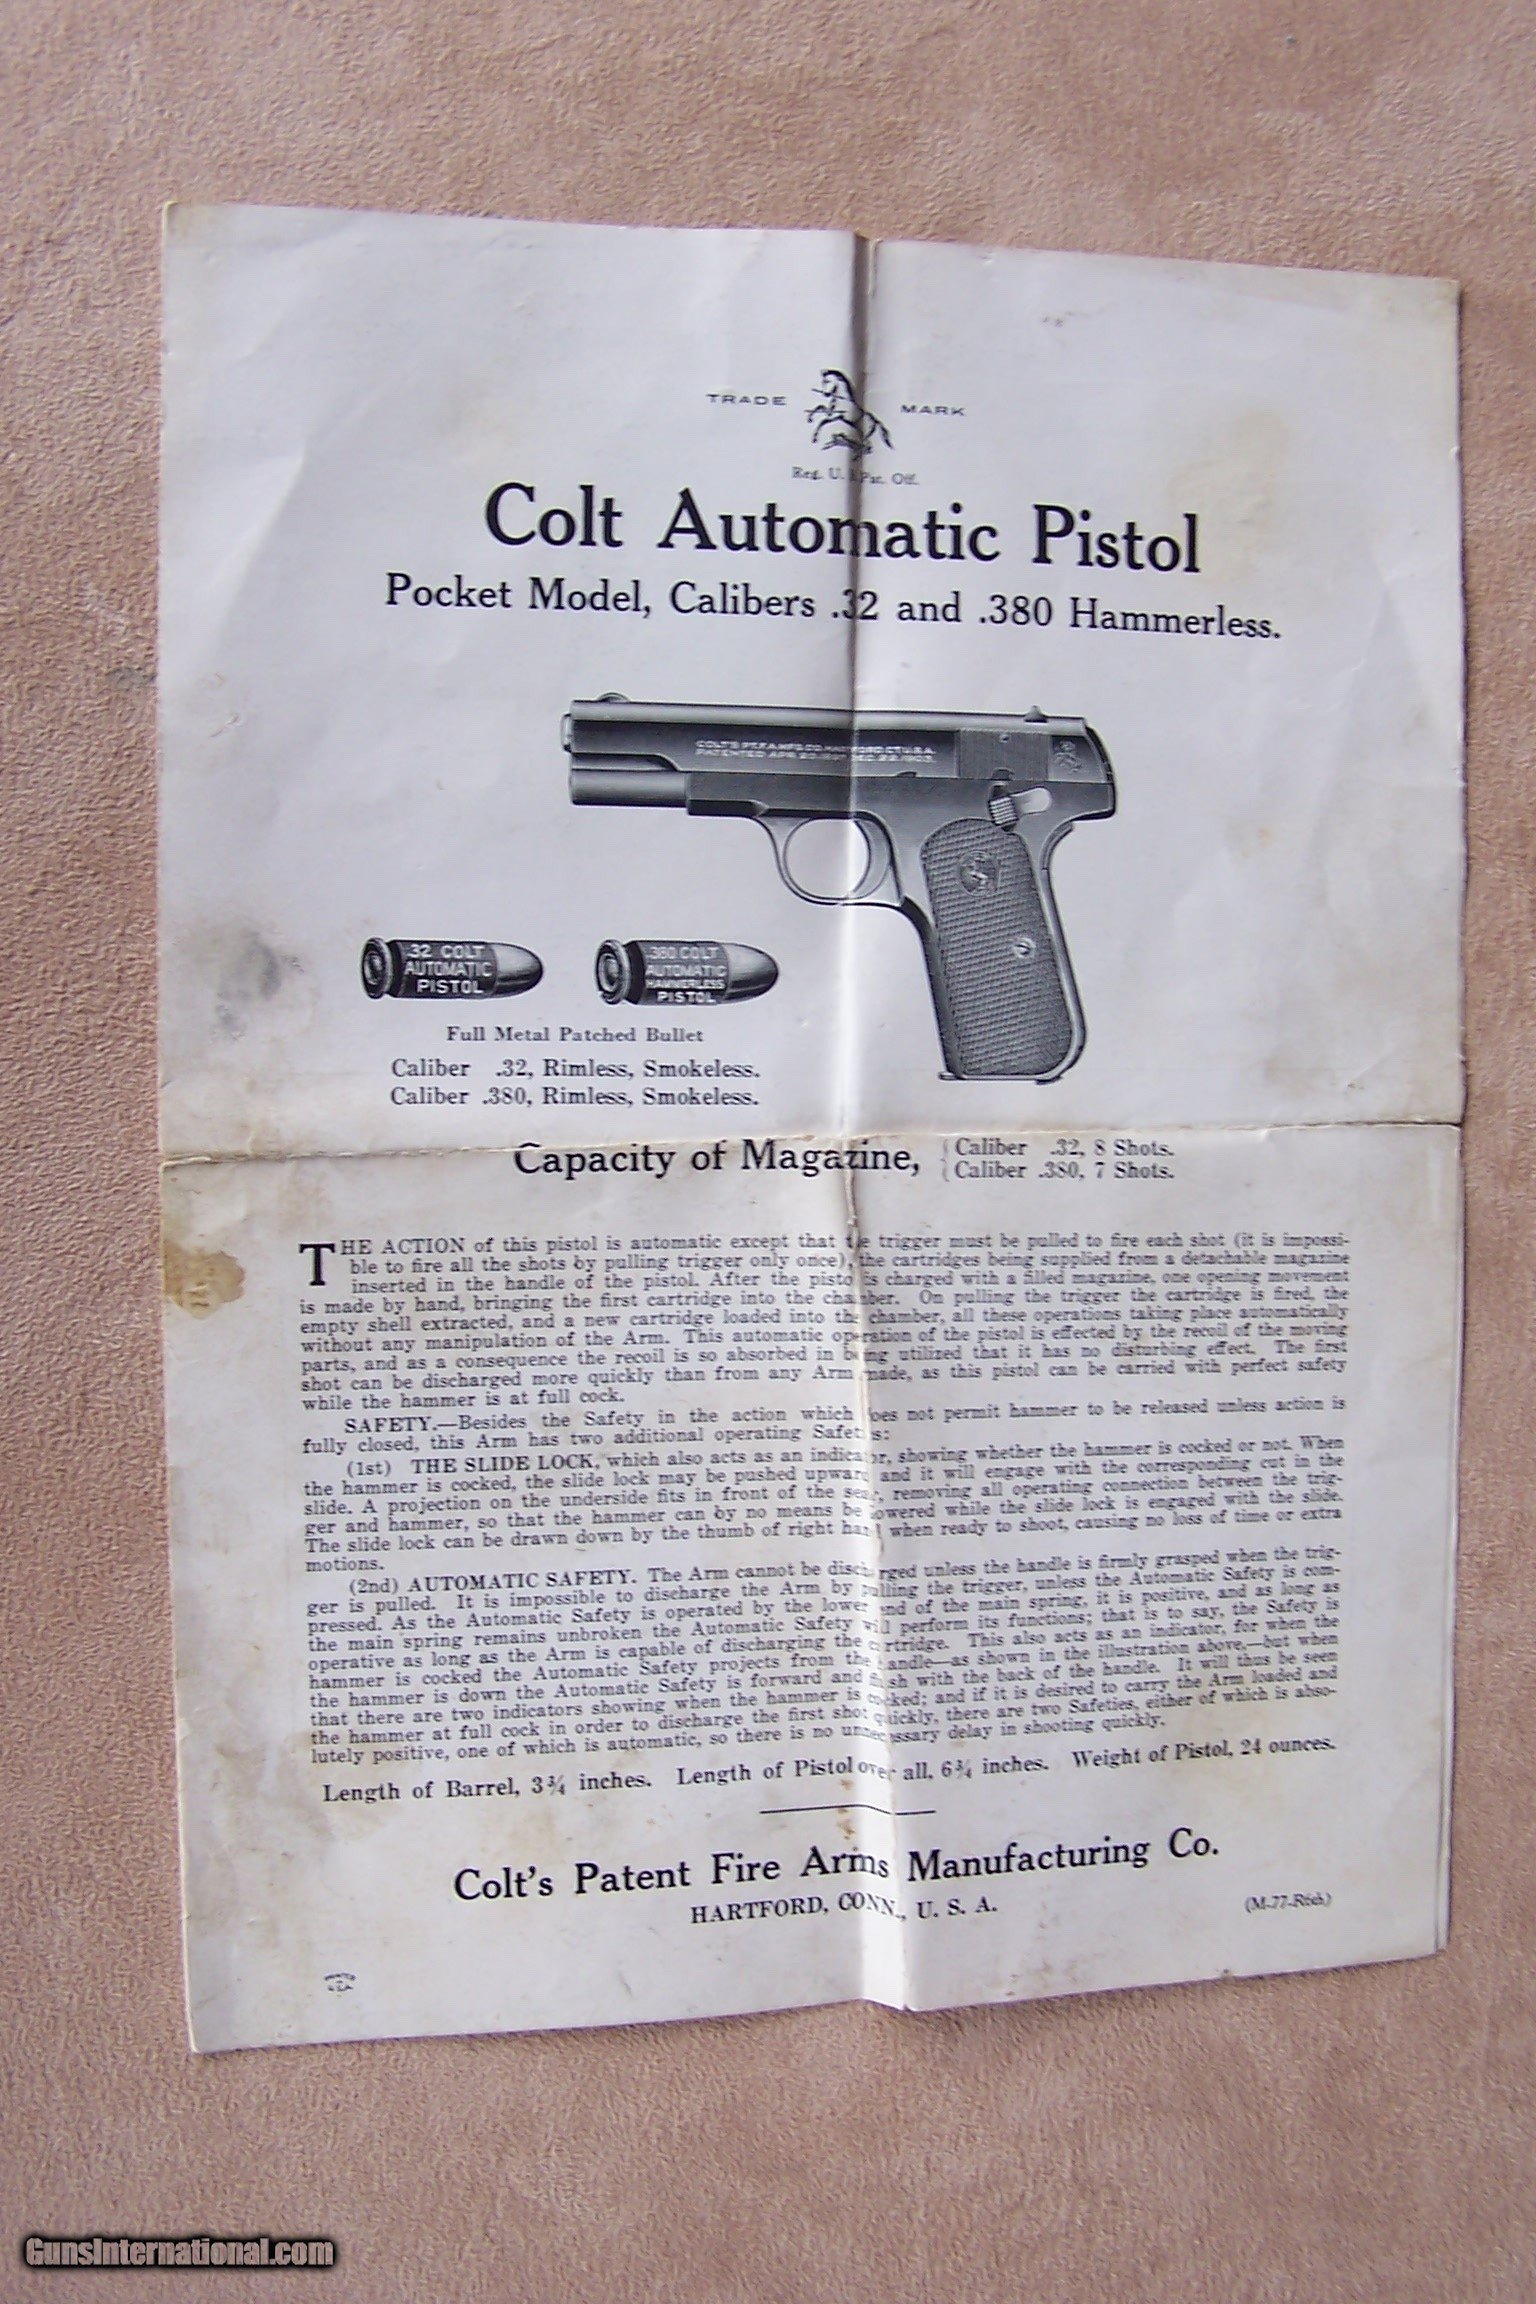 TRADE MARK
Reg. U. Pat. Off.
Colt Automatic Pistol
Pocket Model, Calibers .32 and .380 Hammerless.
COLT'S PT.F.A.MFG.CO. HARTFORD.CT.U.S.A.
PATENTED APR. DEC.22.1903.
.32 COLT
AUTOMATIC
PISTOL
.380 COLT
AUTOMATIC
HAMMERLESS
PISTOL
Full Metal Patched Bullet
Caliber .32, Rimless, Smokeless.
Caliber .380, Rimless, Smokeless.
Capacity of Magazine, { Caliber .32, 8 Shots.
Caliber .380, 7 Shots.
THE ACTION of this pistol is automatic except that the trigger must be pulled to fire each shot (it is impossi-
ble to fire all the shots by pulling trigger only once), the cartridges being supplied from a detachable magazine
inserted in the handle of the pistol. After the pistol is charged with a filled magazine, one opening movement
is made by hand, bringing the first cartridge into the chamber. On pulling the trigger the cartridge is fired, the
empty shell extracted, and a new cartridge loaded into the chamber, all these operations taking place automatically
without any manipulation of the Arm. This automatic operation of the pistol is effected by the recoil of the moving
parts, and as a consequence the recoil is so absorbed in being utilized that it has no disturbing effect. The first
shot can be discharged more quickly than from any Arm made, as this pistol can be carried with perfect safety
while the hammer is at full cock.
SAFETY.—Besides the Safety in the action which does not permit hammer to be released unless action is
fully closed, this Arm has two additional operating Safeties:
(1st) THE SLIDE LOCK, which also acts as an indicator, showing whether the hammer is cocked or not. When
the hammer is cocked, the slide lock may be pushed upward and it will engage with the corresponding cut in the
slide. A projection on the underside fits in front of the sear, removing all operating connection between the trig-
ger and hammer, so that the hammer can by no means be lowered while the slide lock is engaged with the slide.
The slide lock can be drawn down by the thumb of right hand when ready to shoot, causing no loss of time or extra
motions.
(2nd) AUTOMATIC SAFETY. The Arm cannot be discharged unless the handle is firmly grasped when the trig-
ger is pulled. It is impossible to discharge the Arm by pulling the trigger, unless the Automatic Safety is com-
pressed. As the Automatic Safety is operated by the lower end of the main spring, it is positive, and as long as
the main spring remains unbroken the Automatic Safety will perform its functions; that is to say, the Safety is
operative as long as the Arm is capable of discharging the cartridge. This also acts as an indicator, for when the
hammer is cocked the Automatic Safety projects from the handle—as shown in the illustration above,—but when
the hammer is down the Automatic Safety is forward and flush with the back of the handle. It will thus be seen
that there are two indicators showing when the hammer is cocked; and if it is desired to carry the Arm loaded and
the hammer at full cock in order to discharge the first shot quickly, there are two Safeties, either of which is abso-
lutely positive, one of which is automatic, so there is no unnecessary delay in shooting quickly.
Length of Barrel, 3¾ inches. Length of Pistol over all, 6¾ inches. Weight of Pistol, 24 ounces.
Colt's Patent Fire Arms Manufacturing Co.
HARTFORD, CONN., U. S. A.
(M-77-R6th)
GunsInternational.com